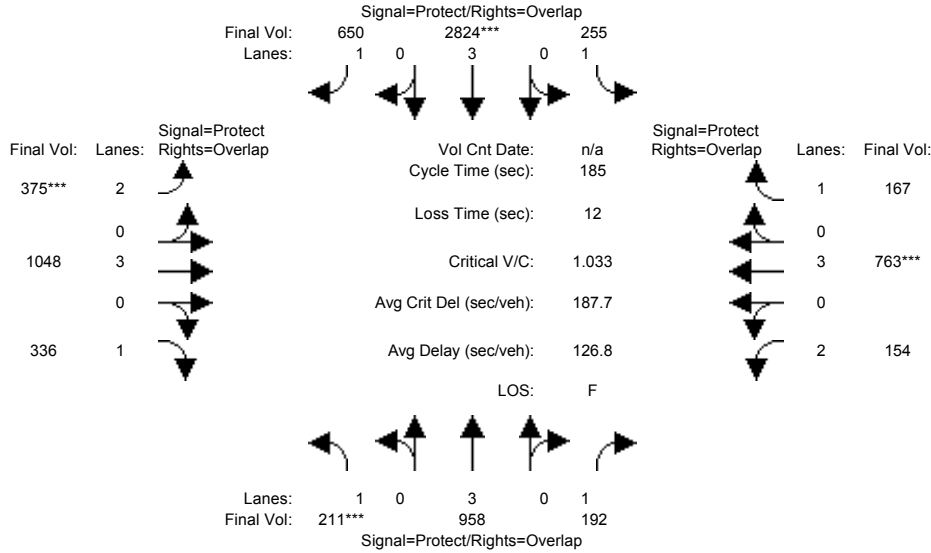 Signal=Protect/Rights=Overlap
Final Vol: 650 2824*** 255
Lanes: 1 0 3 0 1
Signal=Protect Signal=Protect
Final Vol: Lanes: Rights=Overlap Vol Cnt Date: n/a Rights=Overlap Lanes: Final Vol:
Cycle Time (sec): 185
375*** 2 1 167
Loss Time (sec): 12
0 0
1048 3 Critical V/C: 1.033 3 763***
0 Avg Crit Del (sec/veh): 187.7 0
336 1 Avg Delay (sec/veh): 126.8 2 154
LOS: F
Lanes: 1 0 3 0 1
Final Vol: 211*** 958 192
Signal=Protect/Rights=Overlap